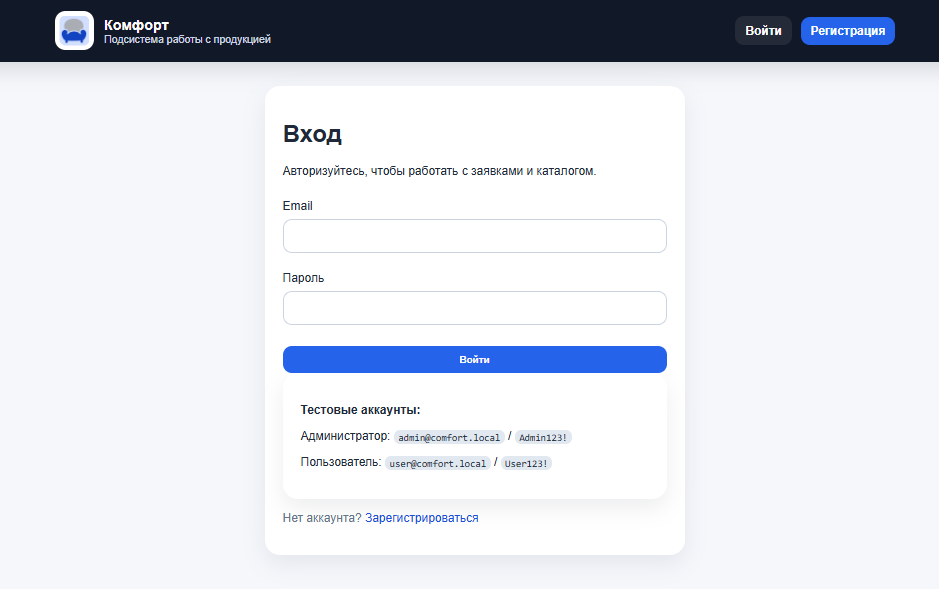 Комфорт
Подсистема работы с продукцией
Войти
Регистрация
Вход
Авторизуйтесь, чтобы работать с заявками и каталогом.
Email
Пароль
Войти
Тестовые аккаунты:
Администратор: admin@comfort.local / Admin123!
Пользователь: user@comfort.local / User123!
Нет аккаунта? Зарегистрироваться